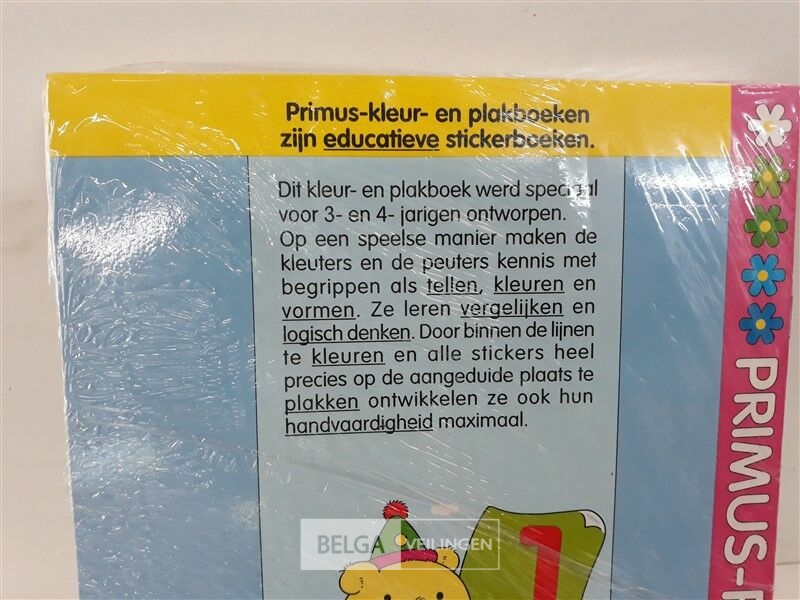 Primus-kleur- en plakboeken
zijn educatieve stickerboeken.
Dit kleur- en plakboek werd speciaal
voor 3- en 4- jarigen ontworpen.
Op een speelse manier maken de
kleuters en de peuters kennis met
begrippen als tellen, kleuren en
vormen. Ze leren vergelijken en
logisch denken. Door binnen de lijnen
te kleuren en alle stickers heel
precies op de aangeduide plaats te
plakken ontwikkelen ze ook hun
handvaardigheid maximaal.
1
BELGA VEILINGEN
PRIMUS-